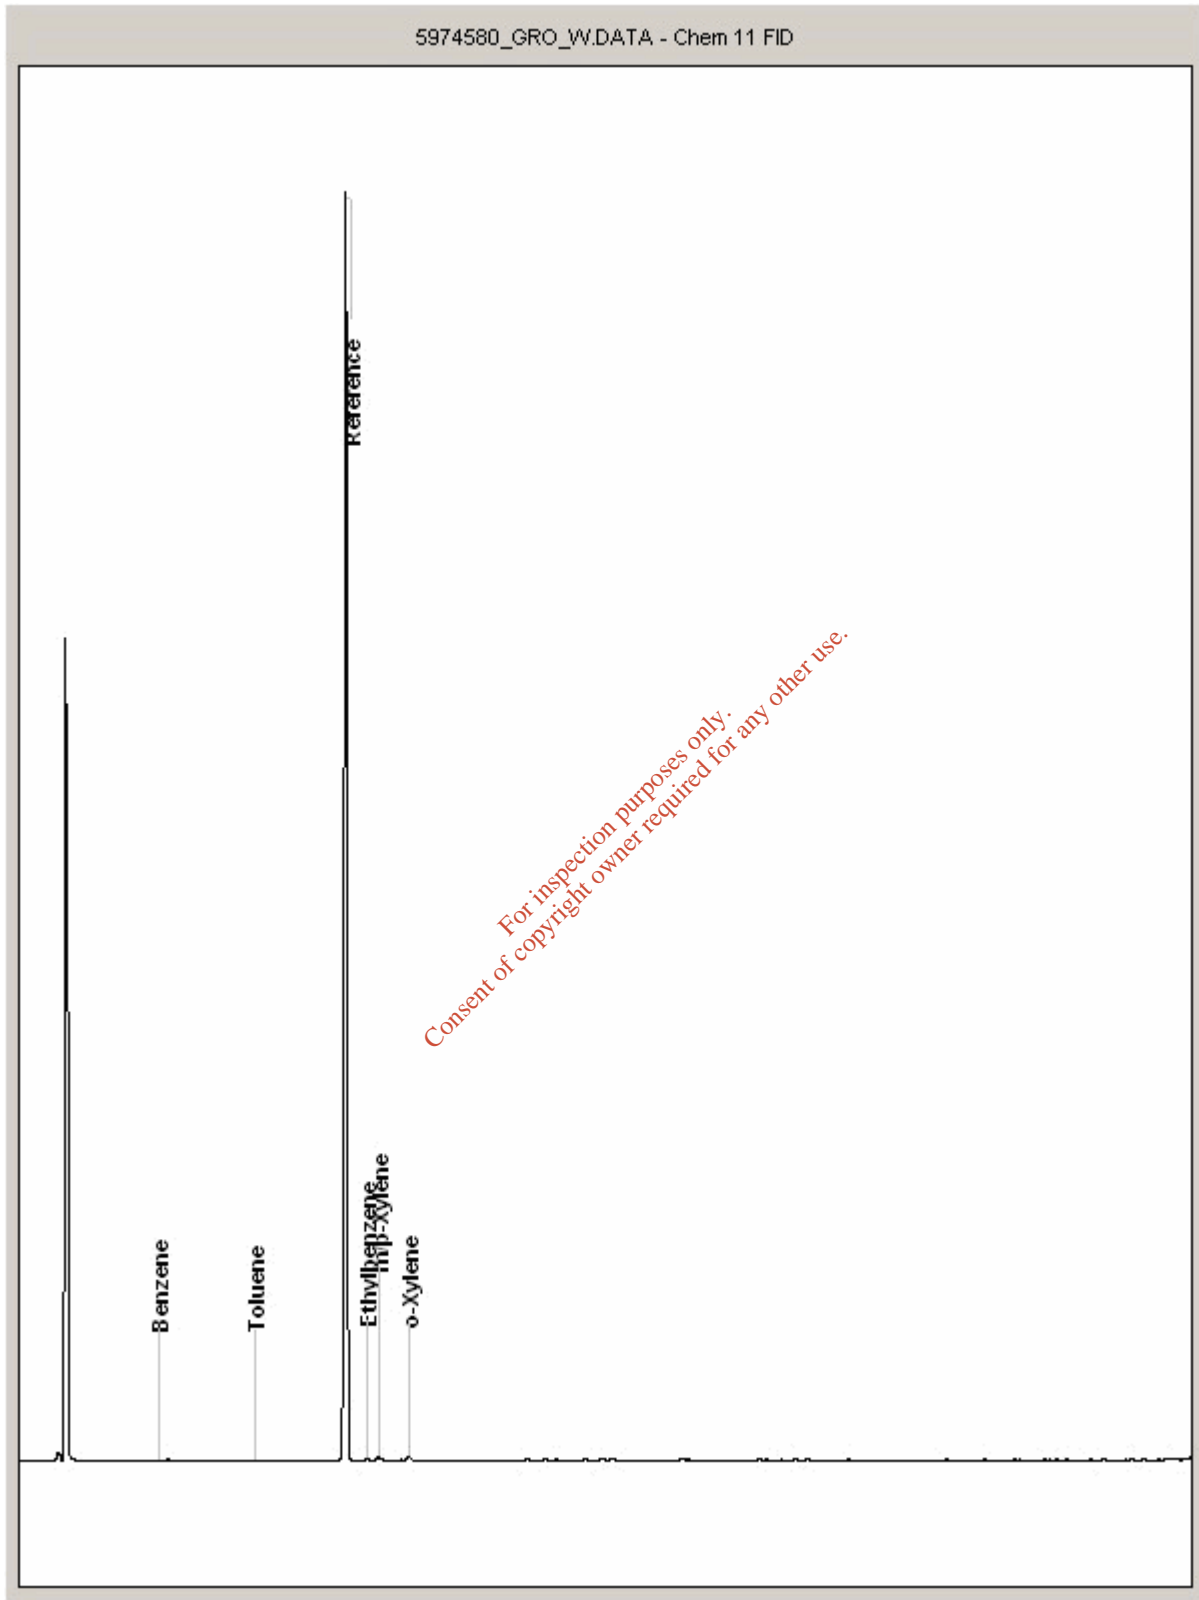 5974580_GRO_W.DATA - Chem 11 FID
Reference
For inspection purposes only.
Consent of copyright owner required for any other use.
Benzene
Toluene
Ethylbenzene
m/p-Xylene
o-Xylene